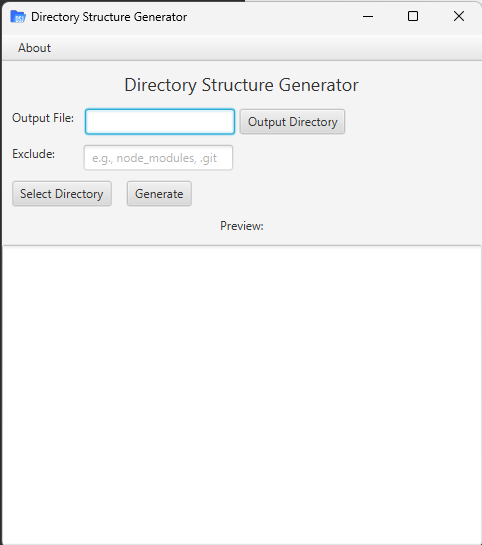 Directory Structure Generator
About
Directory Structure Generator
Output File: Output Directory
Exclude: e.g., node_modules, .git
Select Directory Generate
Preview: